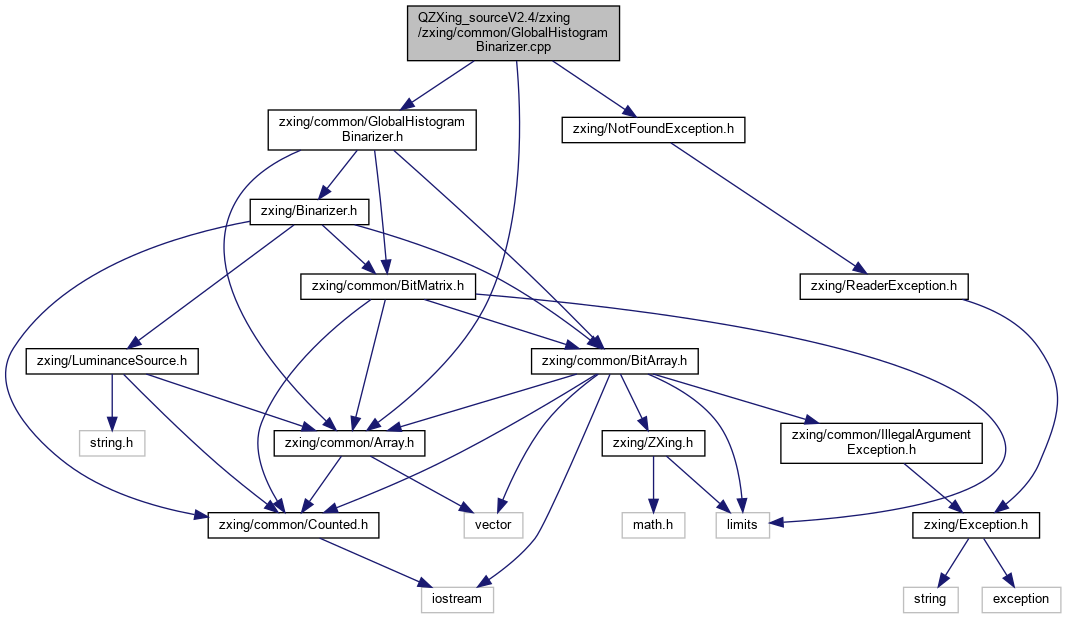 QZXing_sourceV2.4/zxing
/zxing/common/GlobalHistogram
Binarizer.cpp
zxing/common/GlobalHistogram
Binarizer.h
zxing/NotFoundException.h
zxing/Binarizer.h
zxing/common/BitMatrix.h
zxing/ReaderException.h
zxing/LuminanceSource.h
zxing/common/BitArray.h
string.h
zxing/common/Array.h
zxing/ZXing.h
zxing/common/IllegalArgument
Exception.h
zxing/common/Counted.h
vector
math.h
limits
zxing/Exception.h
iostream
string
exception